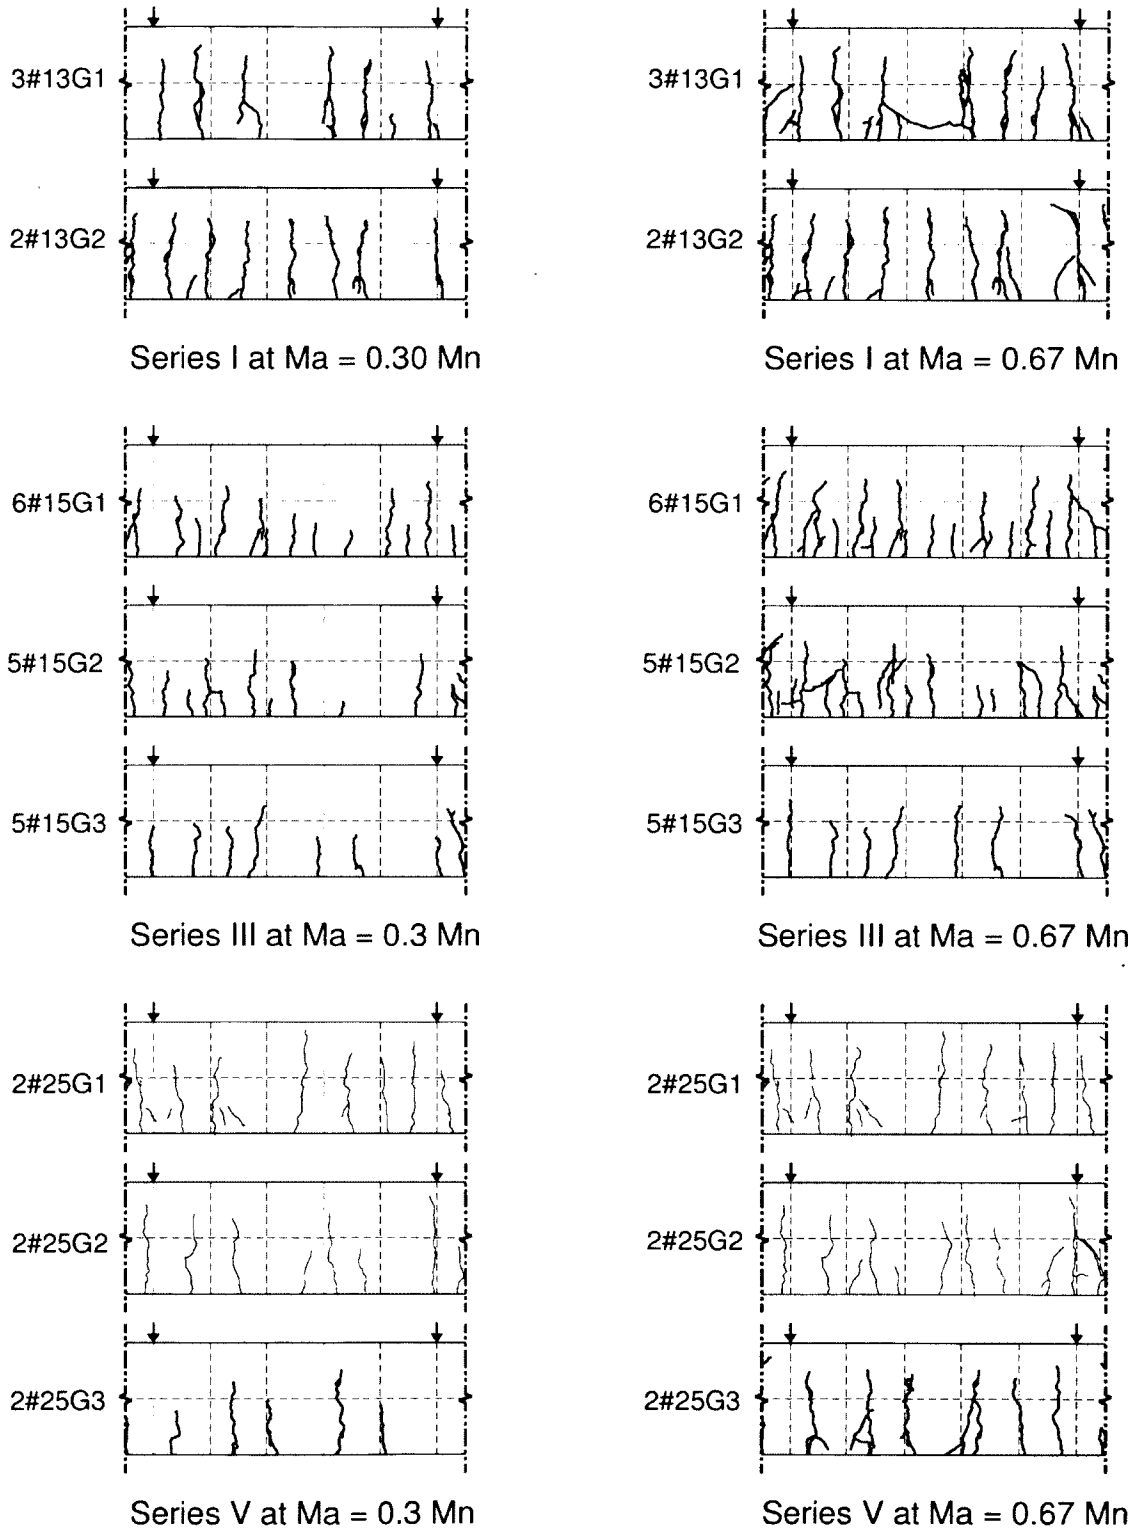 3#13G1 3#13G1
2#13G2 2#13G2
Series I at Ma = 0.30 Mn Series I at Ma = 0.67 Mn
6#15G1 6#15G1
5#15G2 5#15G2
5#15G3 5#15G3
Series III at Ma = 0.3 Mn Series III at Ma = 0.67 Mn
2#25G1 2#25G1
2#25G2 2#25G2
2#25G3 2#25G3
Series V at Ma = 0.3 Mn Series V at Ma = 0.67 Mn